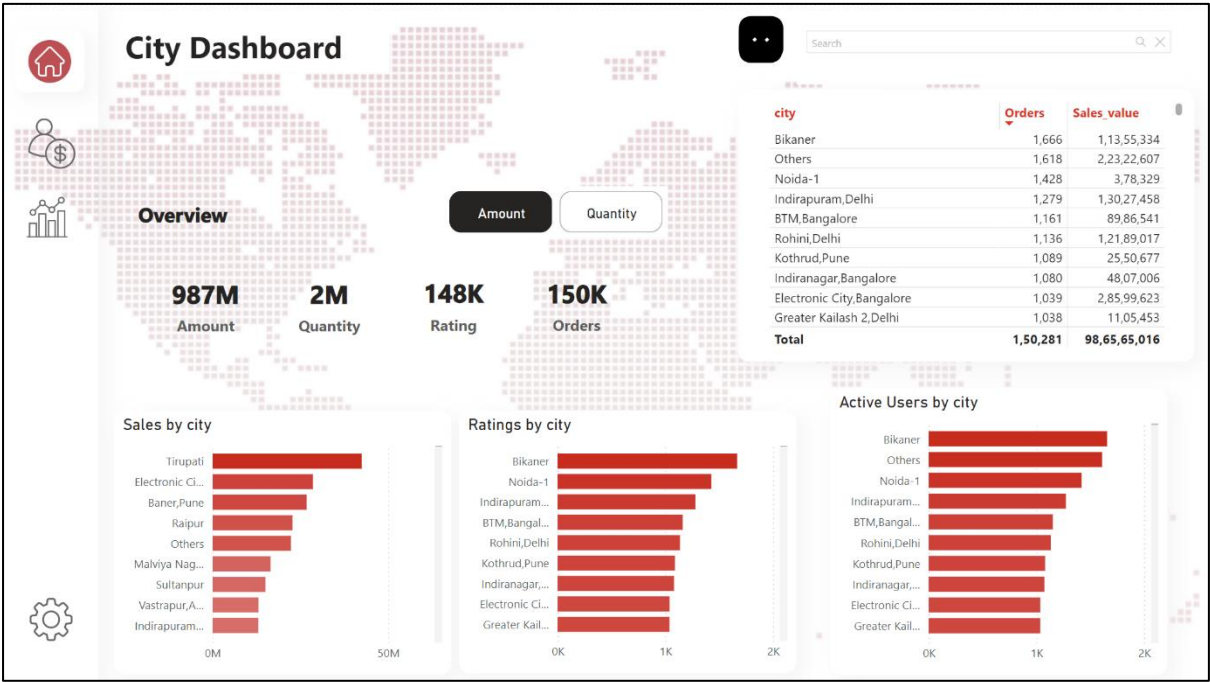 City Dashboard
Search
city Orders Sales_value
Bikaner 1,666 1,13,55,334
Others 1,618 2,23,22,607
Noida-1 1,428 3,78,329
Indirapuram,Delhi 1,279 1,30,27,458
BTM,Bangalore 1,161 89,86,541
Rohini,Delhi 1,136 1,21,89,017
Kothrud,Pune 1,089 25,50,677
Indiranagar,Bangalore 1,080 48,07,006
Electronic City,Bangalore 1,039 2,85,99,623
Greater Kailash 2,Delhi 1,038 11,05,453
Total 1,50,281 98,65,65,016
$
Overview
Amount Quantity
987M 2M 148K 150K
Amount Quantity Rating Orders
Sales by city
Tirupati
Electronic Ci...
Baner,Pune
Raipur
Others
Malviya Nag...
Sultanpur
Vastrapur,A...
Indirapuram...
0M 50M
Ratings by city
Bikaner
Noida-1
Indirapuram...
BTM,Bangal...
Rohini,Delhi
Kothrud,Pune
Indiranagar,...
Electronic Ci...
Greater Kail...
0K 1K 2K
Active Users by city
Bikaner
Others
Noida-1
Indirapuram...
BTM,Bangal...
Rohini,Delhi
Kothrud,Pune
Indiranagar,...
Electronic Ci...
Greater Kail...
0K 1K 2K